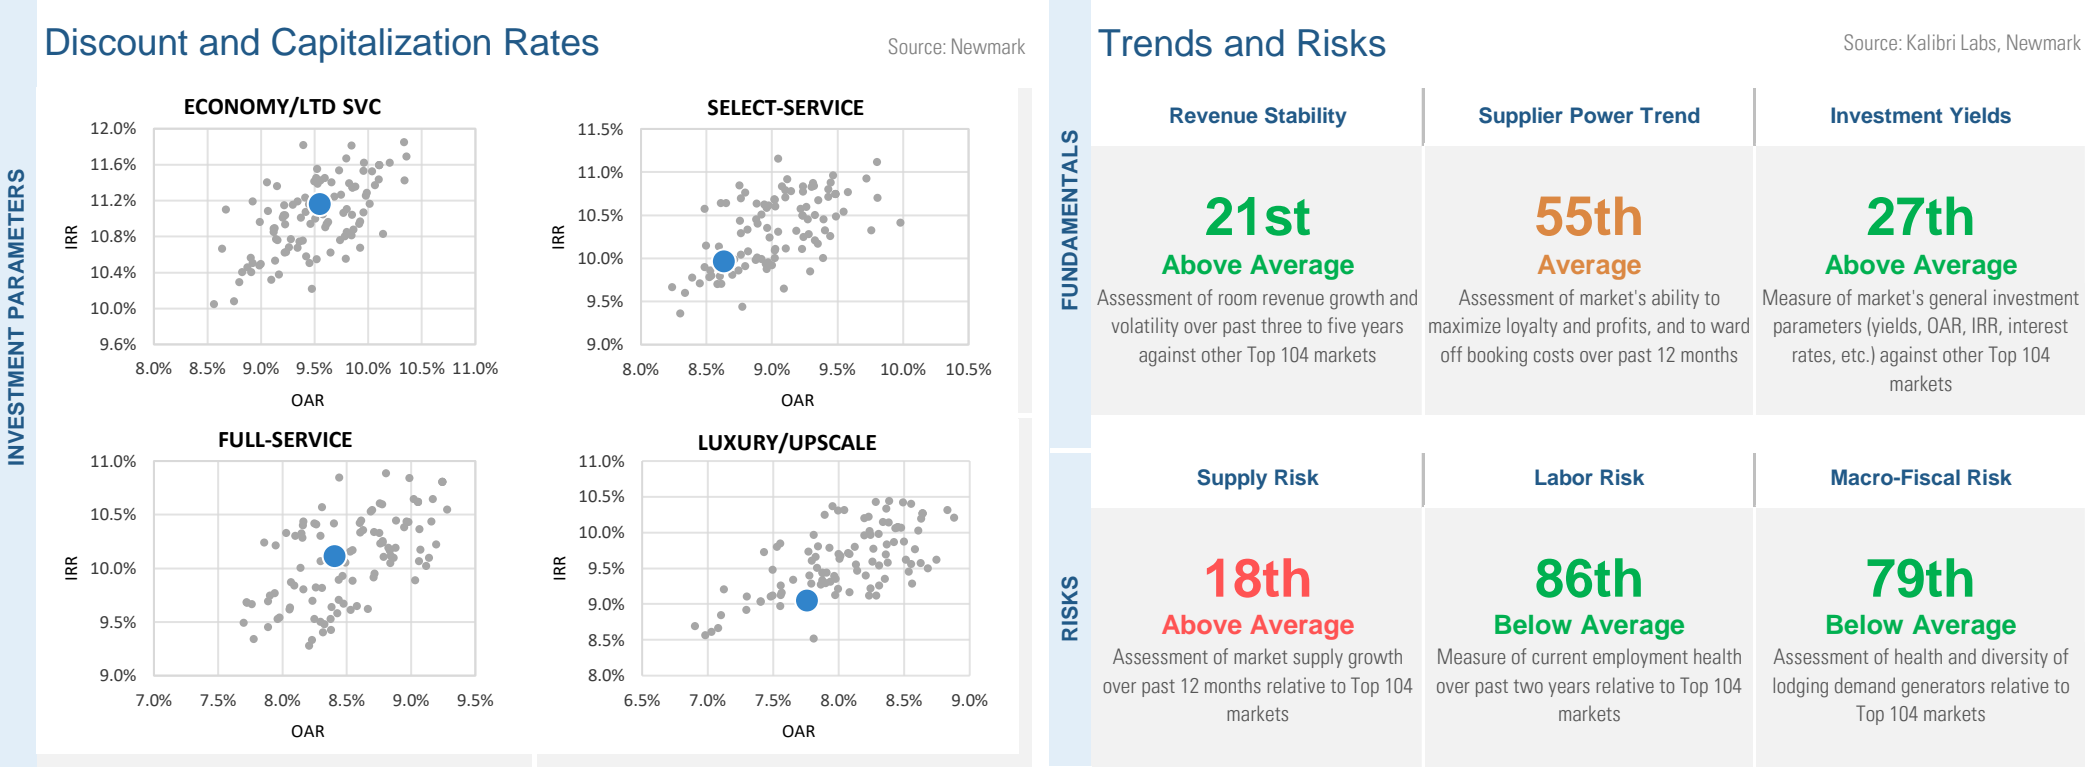 Discount and Capitalization Rates
Source: Newmark
INVESTMENT PARAMETERS
ECONOMY/LTD SVC
IRR
12.0%
11.6%
11.2%
10.8%
10.4%
10.0%
9.6%
8.0% 8.5% 9.0% 9.5% 10.0% 10.5% 11.0%
OAR
SELECT-SERVICE
IRR
11.5%
11.0%
10.5%
10.0%
9.5%
9.0%
8.0% 8.5% 9.0% 9.5% 10.0% 10.5%
OAR
FULL-SERVICE
IRR
11.0%
10.5%
10.0%
9.5%
9.0%
7.0% 7.5% 8.0% 8.5% 9.0% 9.5%
OAR
LUXURY/UPSCALE
IRR
11.0%
10.5%
10.0%
9.5%
9.0%
8.5%
8.0%
6.5% 7.0% 7.5% 8.0% 8.5% 9.0%
OAR
Trends and Risks
Source: Kalibri Labs, Newmark
FUNDAMENTALS
Revenue Stability
21st
Above Average
Assessment of room revenue growth and
volatility over past three to five years
against other Top 104 markets
Supplier Power Trend
55th
Average
Assessment of market's ability to
maximize loyalty and profits, and to ward
off booking costs over past 12 months
Investment Yields
27th
Above Average
Measure of market's general investment
parameters (yields, OAR, IRR, interest
rates, etc.) against other Top 104
markets
RISKS
Supply Risk
18th
Above Average
Assessment of market supply growth
over past 12 months relative to Top 104
markets
Labor Risk
86th
Below Average
Measure of current employment health
over past two years relative to Top 104
markets
Macro-Fiscal Risk
79th
Below Average
Assessment of health and diversity of
lodging demand generators relative to
Top 104 markets